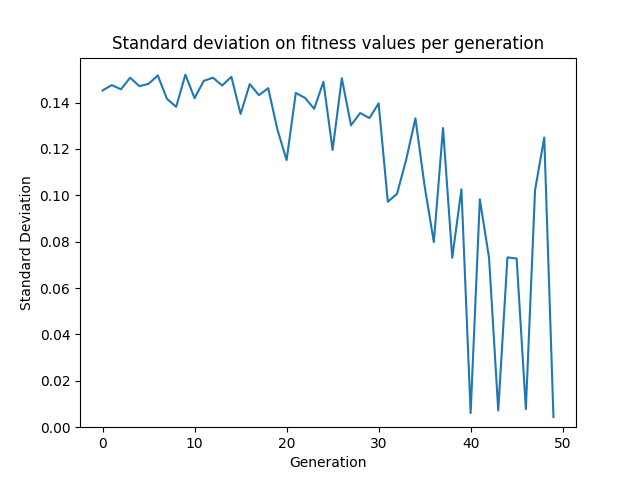 Standard deviation on fitness values per generation
0.14
0.12
0.10
0.08
0.06
0.04
0.02
0.00
Standard Deviation
0 10 20 30 40 50
Generation